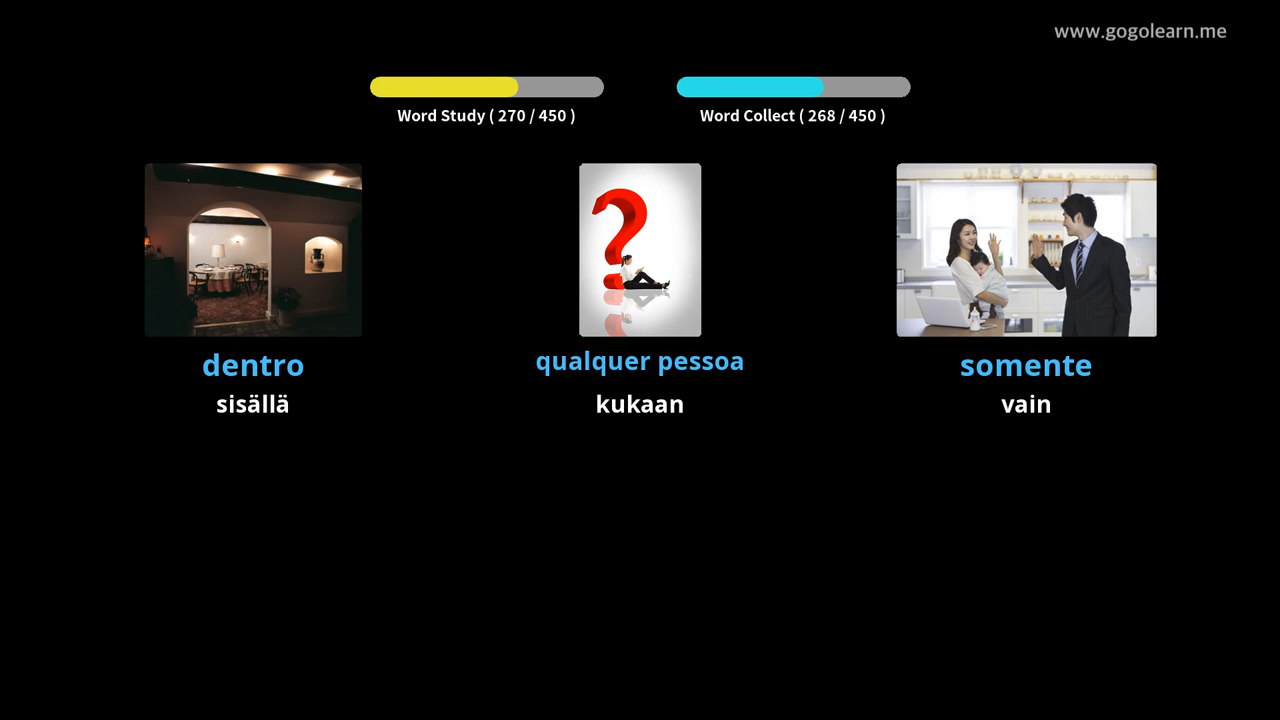 www.gogolearn.me
Word Study ( 270 / 450 )
Word Collect ( 268 / 450 )
dentro
sisällä
qualquer pessoa
kukaan
somente
vain